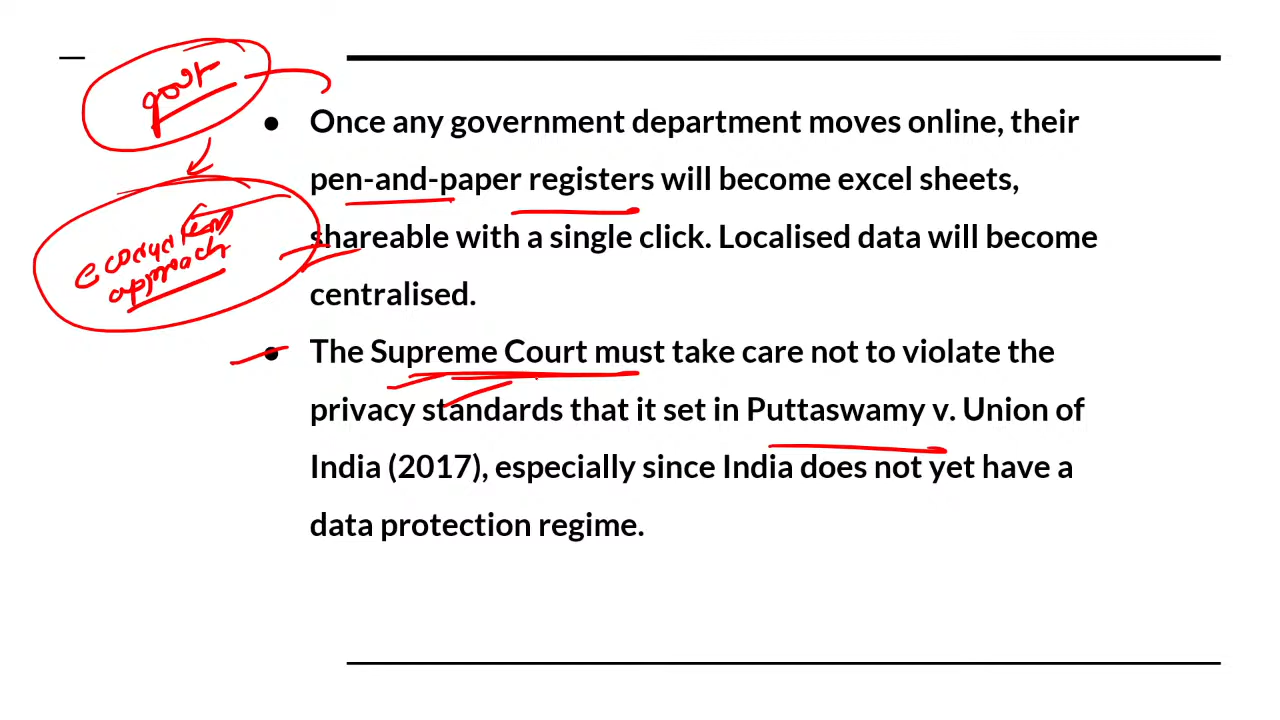 govt
ecosystem
approach
● Once any government department moves online, their
pen-and-paper registers will become excel sheets,
shareable with a single click. Localised data will become
centralised.
● The Supreme Court must take care not to violate the
privacy standards that it set in Puttaswamy v. Union of
India (2017), especially since India does not yet have a
data protection regime.